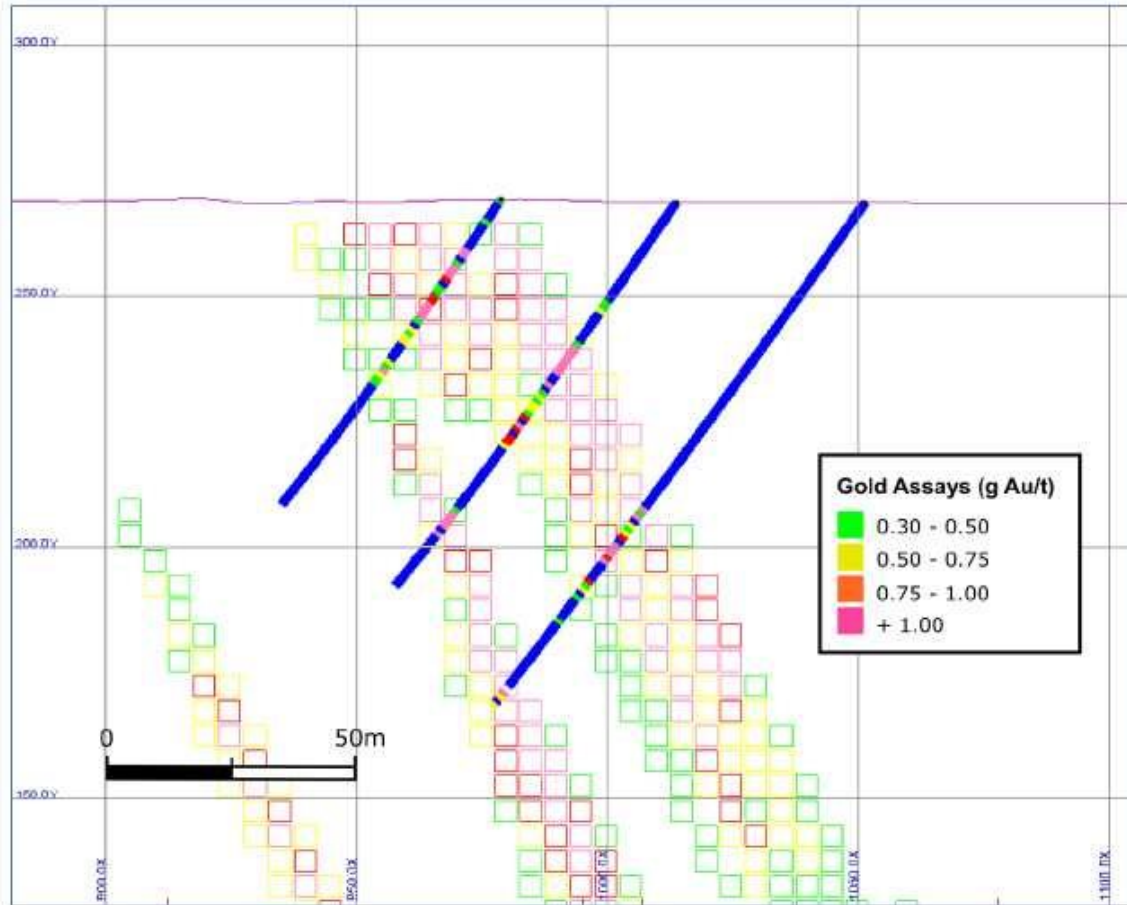 300.0Y
250.0Y
Gold Assays (g Au/t)
0.30 - 0.50
0.50 - 0.75
0.75 - 1.00
+ 1.00
200.0Y
0 50m
150.0Y
900.0X
950.0X
1000.0X
1050.0X
1100.0X